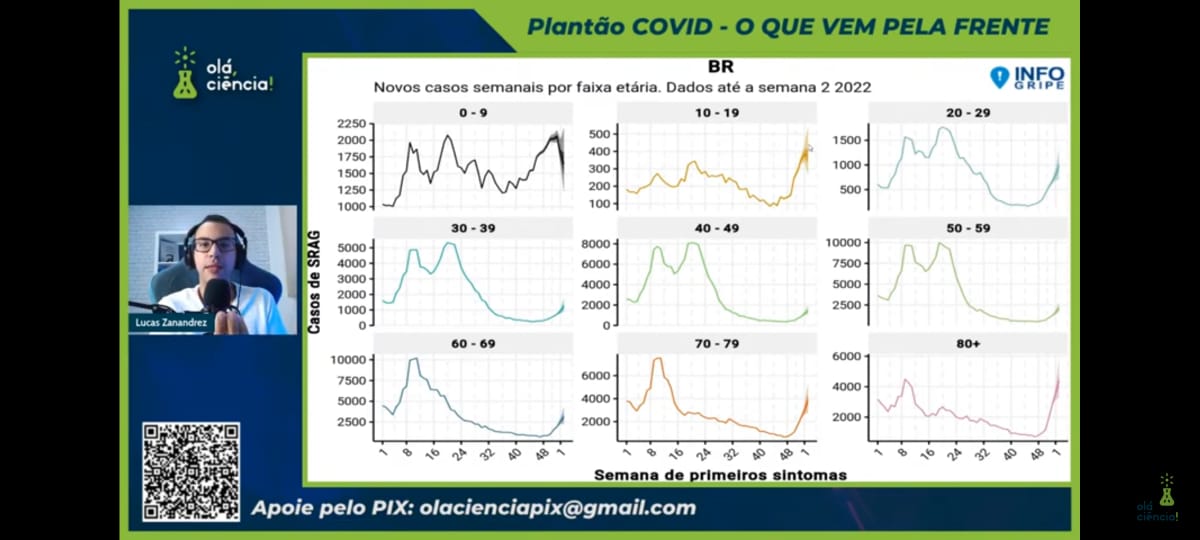 Plantão COVID - O QUE VEM PELA FRENTE
olá,
ciência!
BR
INFO
GRIPE
Novos casos semanais por faixa etária. Dados até a semana 2 2022
0 - 9
10 - 19
20 - 29
2250
2000
1750
1500
1250
1000
500
400
300
200
100
1500
1000
500
30 - 39
40 - 49
50 - 59
Casos de SRAG
5000
4000
3000
2000
1000
0
8000
6000
4000
2000
0
10000
7500
5000
2500
60 - 69
70 - 79
80+
10000
7500
5000
2500
6000
4000
2000
6000
4000
2000
1 8 16 24 32 40 48 1
1 8 16 24 32 40 48 1
1 8 16 24 32 40 48 1
Semana de primeiros sintomas
Lucas Zanandrez
Apoie pelo PIX: olacienciapix@gmail.com
olá
ciência!